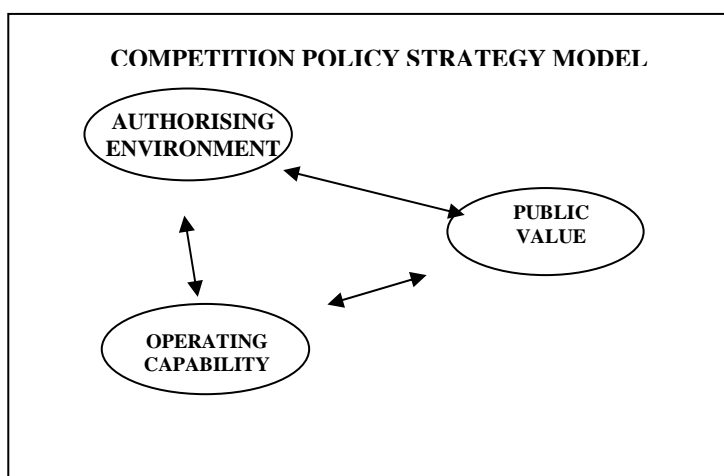 COMPETITION POLICY STRATEGY MODEL
AUTHORISING
ENVIRONMENT
PUBLIC
VALUE
OPERATING
CAPABILITY